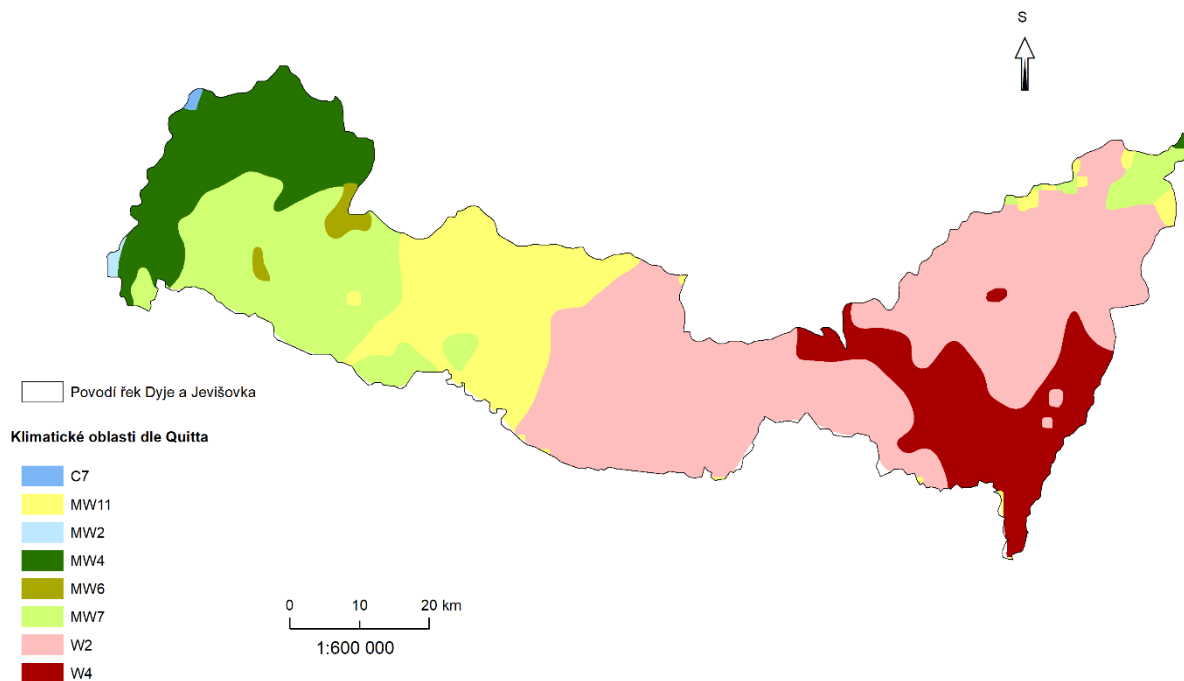 S
Povodí řek Dyje a Jevišovka
Klimatické oblasti dle Quitta
C7
MW11
MW2
MW4
MW6
MW7
W2
W4
0 10 20 km
1:600 000